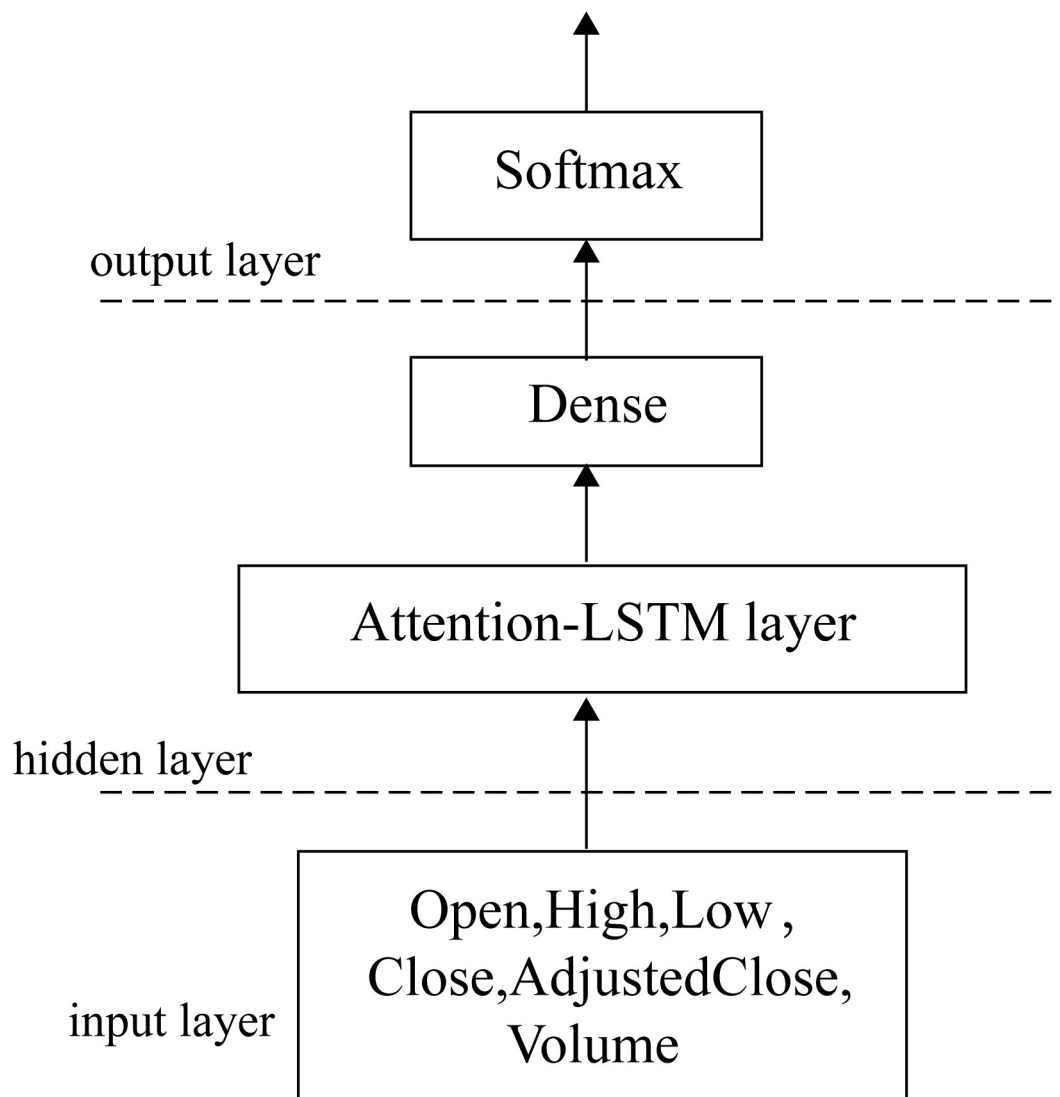 Softmax
output layer
Dense
Attention-LSTM layer
hidden layer
Open,High,Low,
Close,AdjustedClose,
Volume
input layer